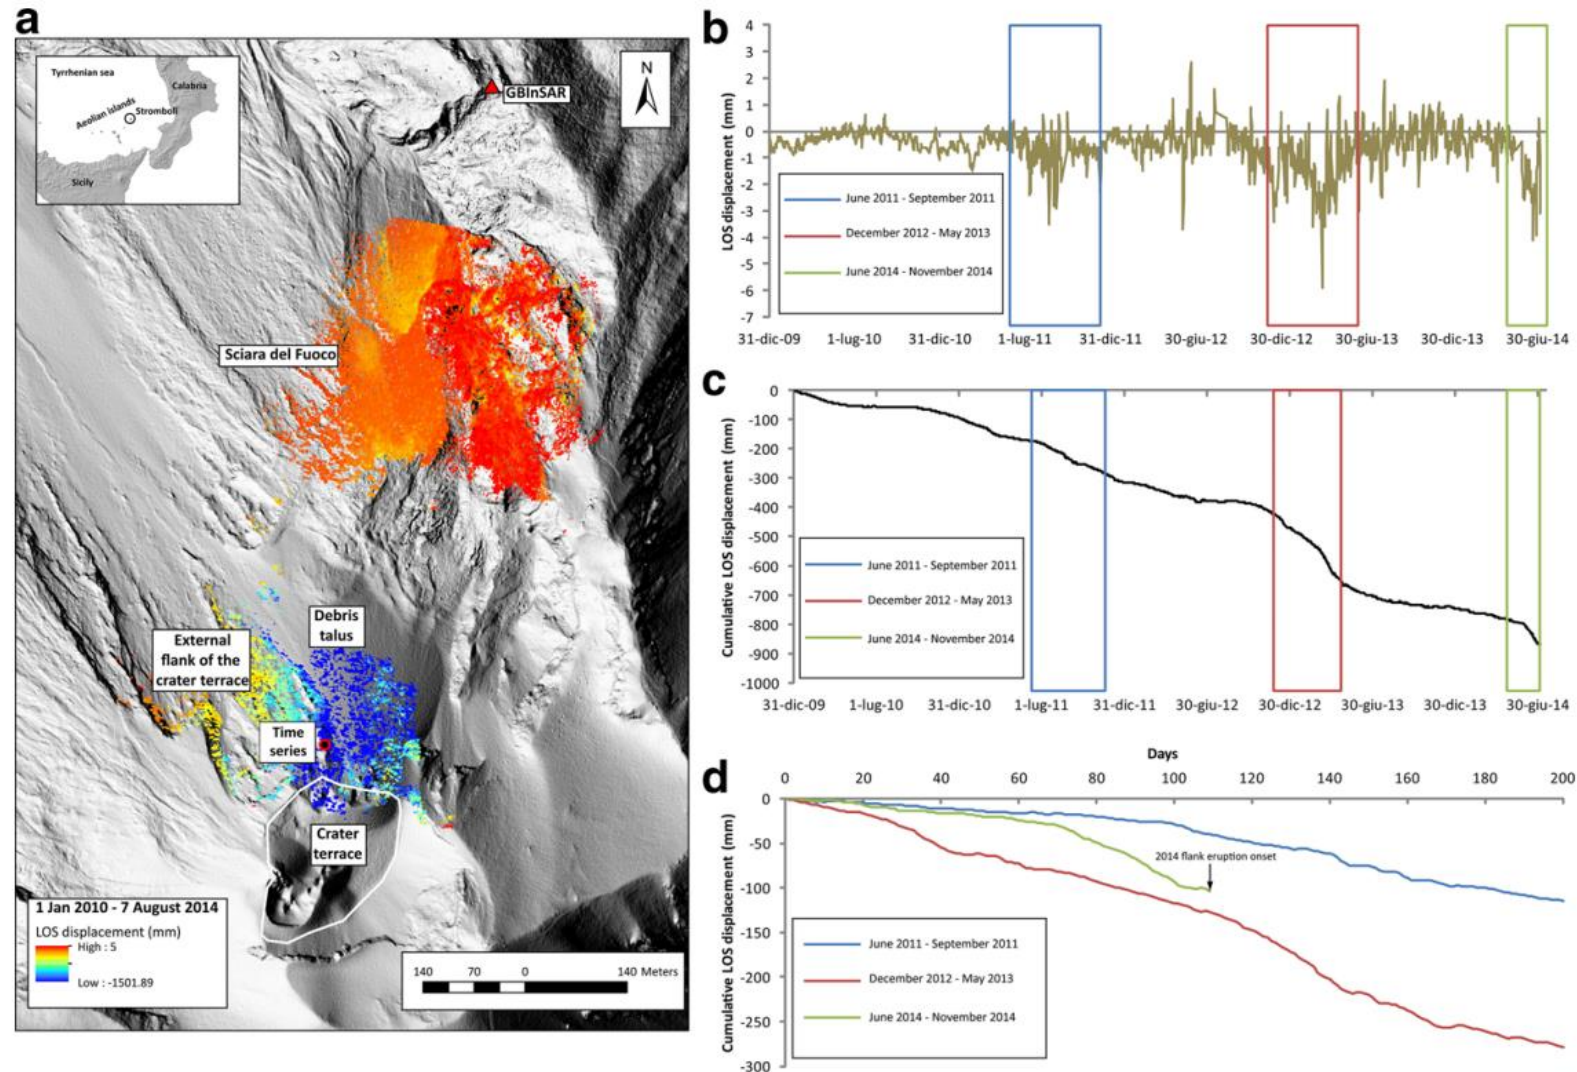 a
Tyrrhenian sea
Calabria
Aeolian islands
Stromboli
Sicily
GBInSAR
N
Sciara del Fuoco
Debris
talus
External
flank of the
crater terrace
Time
series
Crater
terrace
1 Jan 2010 - 7 August 2014
LOS displacement (mm)
High : 5
Low : -1501.89
140 70 0 140 Meters
b
LOS displacement (mm)
4
3
2
1
0
-1
-2
-3
-4
-5
-6
-7
June 2011 - September 2011
December 2012 - May 2013
June 2014 - November 2014
31-dic-09 1-lug-10 31-dic-10 1-lug-11 31-dic-11 30-giu-12 30-dic-12 30-giu-13 30-dic-13 30-giu-14
c
Cumulative LOS displacement (mm)
0
-100
-200
-300
-400
-500
-600
-700
-800
-900
-1000
June 2011 - September 2011
December 2012 - May 2013
June 2014 - November 2014
31-dic-09 1-lug-10 31-dic-10 1-lug-11 31-dic-11 30-giu-12 30-dic-12 30-giu-13 30-dic-13 30-giu-14
d
Days
0 20 40 60 80 100 120 140 160 180 200
Cumulative LOS displacement (mm)
0
-50
-100
-150
-200
-250
-300
2014 flank eruption onset
June 2011 - September 2011
December 2012 - May 2013
June 2014 - November 2014